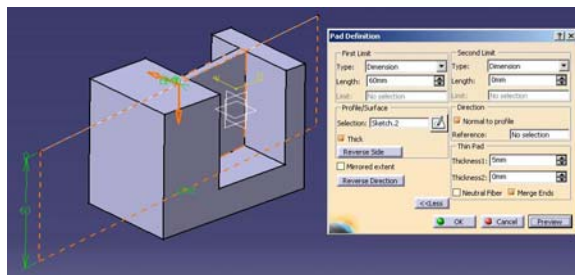 Pad Definition
First Limit
Type: Dimension
Length: 60mm
Limit: No selection
Profile/Surface
Selection: Sketch.2
Thick
Reverse Side
Mirrored extent
Reverse Direction
Second Limit
Type: Dimension
Length: 0mm
Limit: No selection
Direction
Normal to profile
Reference: No selection
Thin Pad
Thickness1: 5mm
Thickness2: 0mm
Neutral Fiber Merge Ends
<<Less
OK Cancel Preview